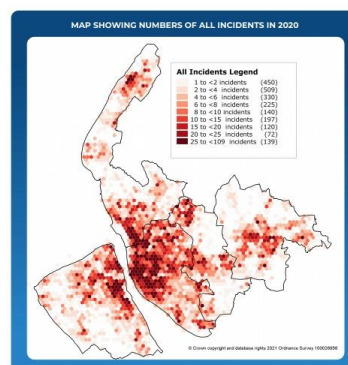 MAP SHOWING NUMBERS OF ALL INCIDENTS IN 2020
All Incidents Legend
1 to <2 incidents (450)
2 to <4 incidents (509)
4 to <6 incidents (330)
6 to <8 incidents (225)
8 to <10 incidents (140)
10 to <15 incidents (197)
15 to <20 incidents (120)
20 to <25 incidents (72)
25 to <109 incidents (139)
© Crown copyright and database rights 2021 Ordnance Survey 100026956